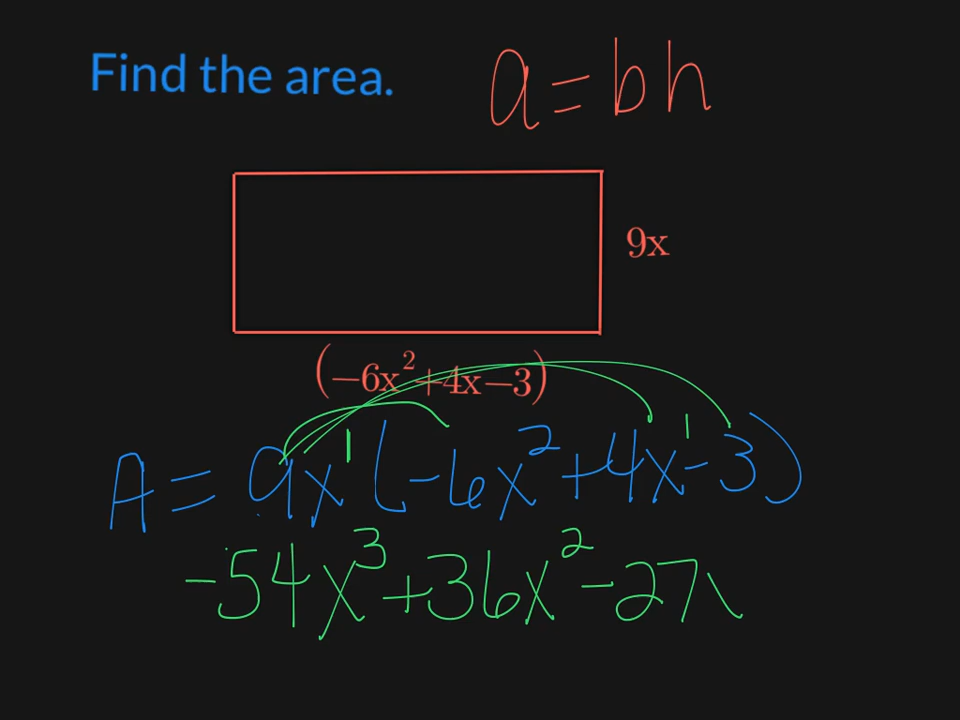 Find the area. a = bh
9x
(−6x²+4x−3)
A = 9x¹(−6x²+4x¹−3)
−54x³+36x²−27x